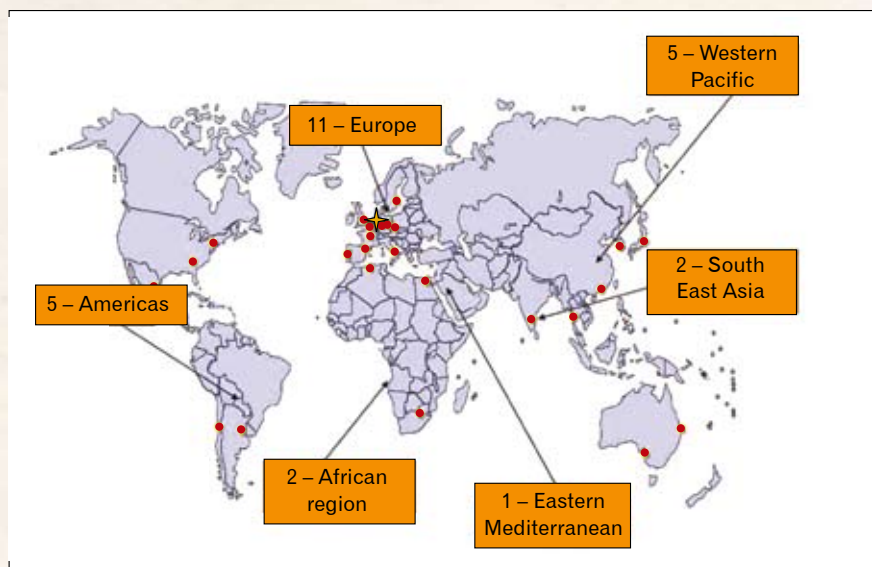 5 – Western
Pacific
11 – Europe
2 – South
East Asia
5 – Americas
2 – African
region
1 – Eastern
Mediterranean